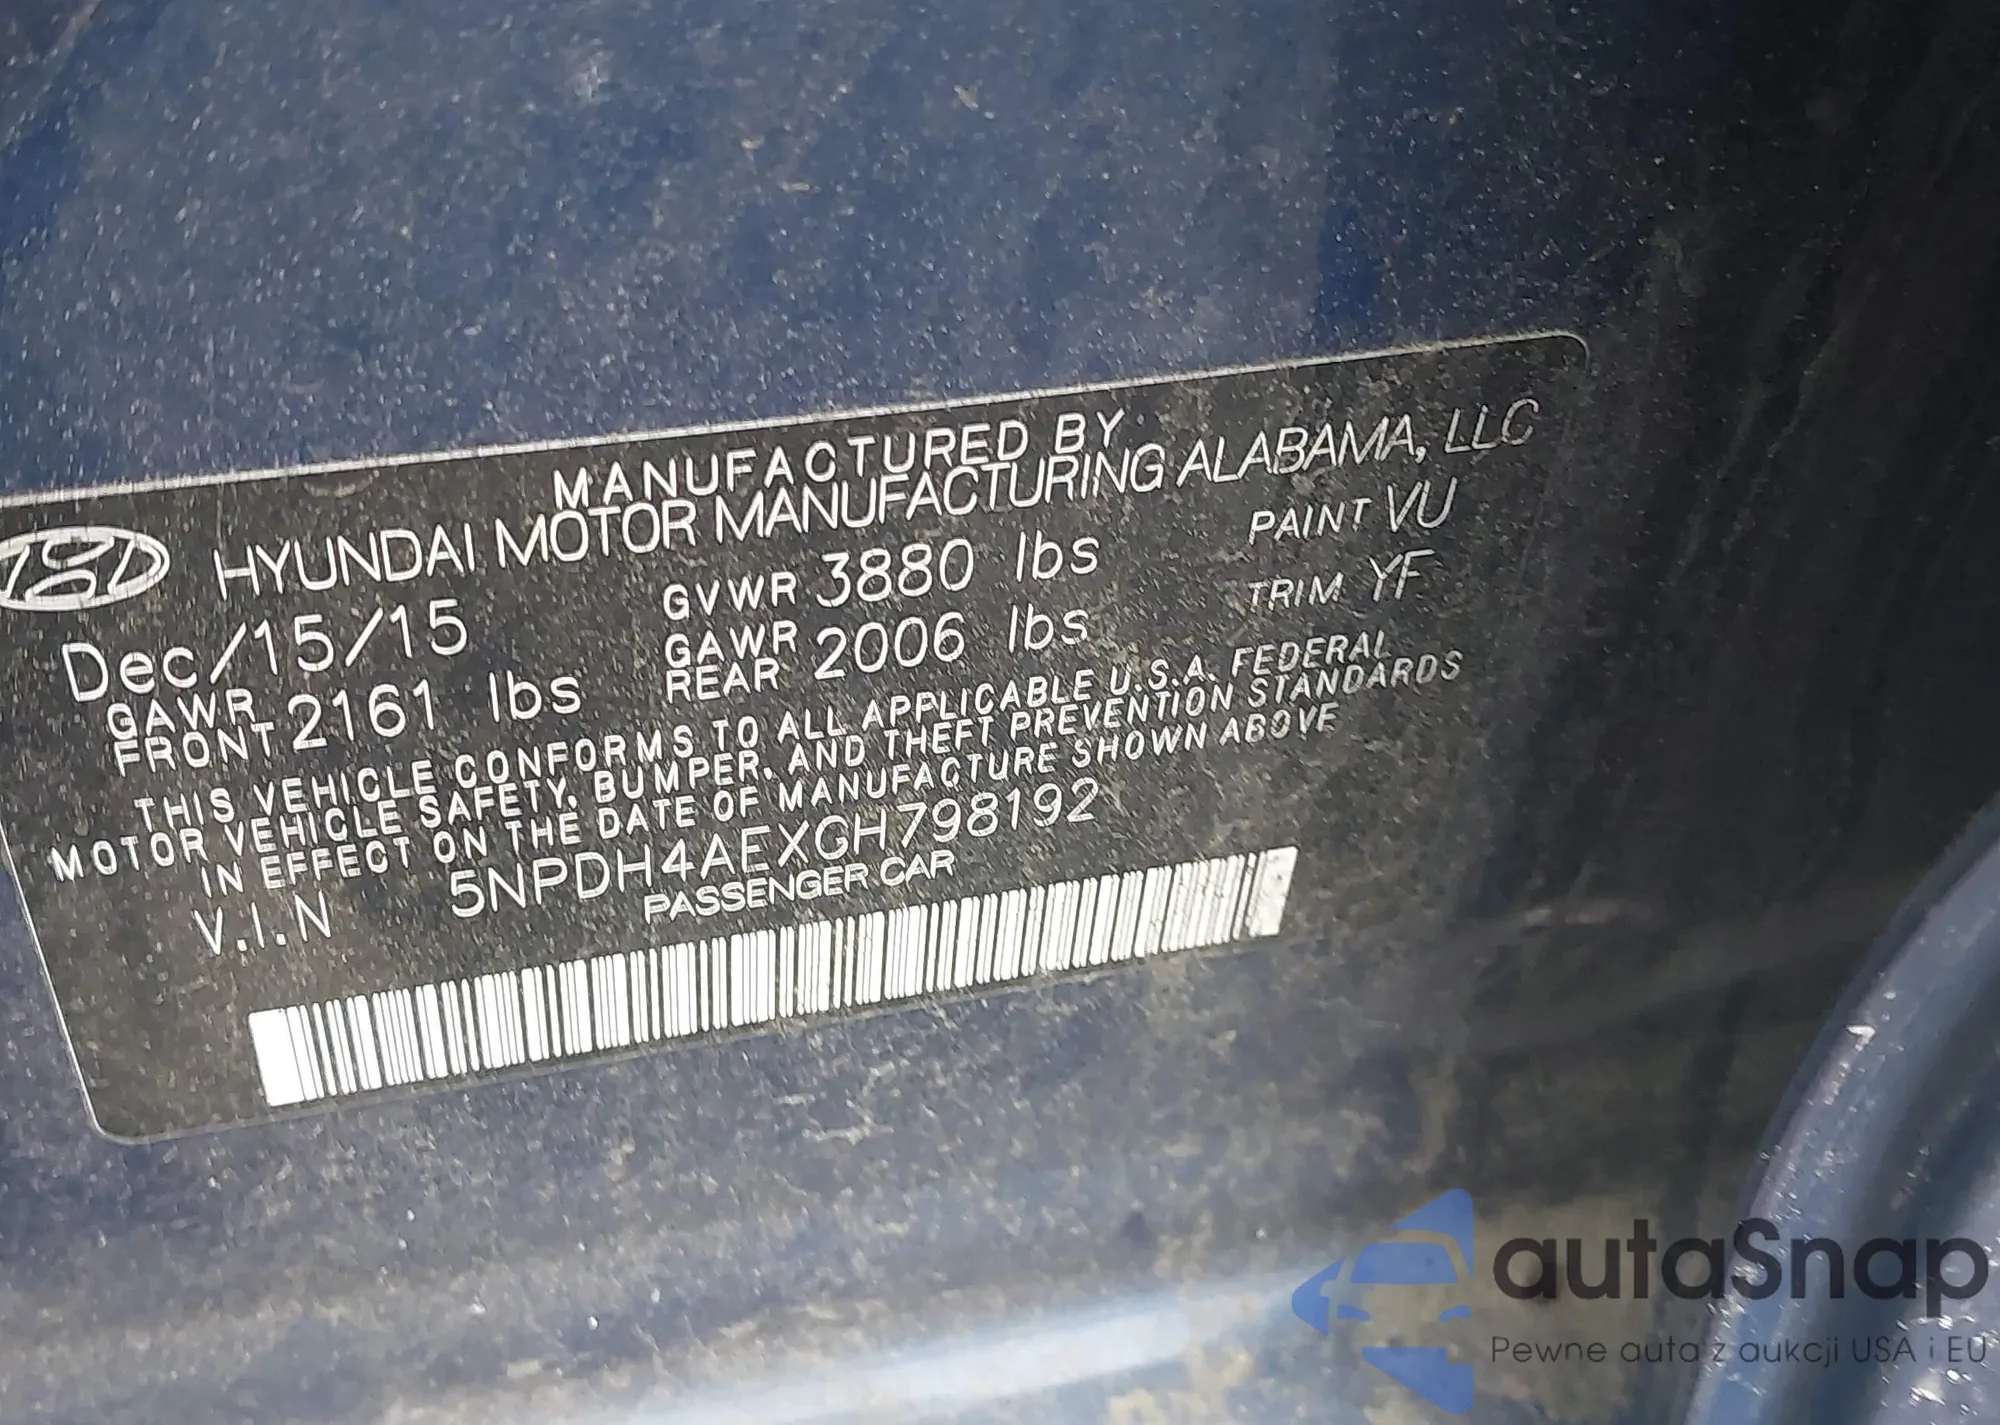 MANUFACTURED BY
HYUNDAI MOTOR MANUFACTURING ALABAMA, LLC
Dec/15/15 GVWR 3880 lbs PAINT VU
GAWR FRONT 2161 lbs GAWR REAR 2006 lbs TRIM YF
THIS VEHICLE CONFORMS TO ALL APPLICABLE U.S.A. FEDERAL
MOTOR VEHICLE SAFETY, BUMPER, AND THEFT PREVENTION STANDARDS
IN EFFECT ON THE DATE OF MANUFACTURE SHOWN ABOVE
V.I.N 5NPDH4AEXGH798192
PASSENGER CAR
autaSnap
Pewne auta z aukcji USA i EU